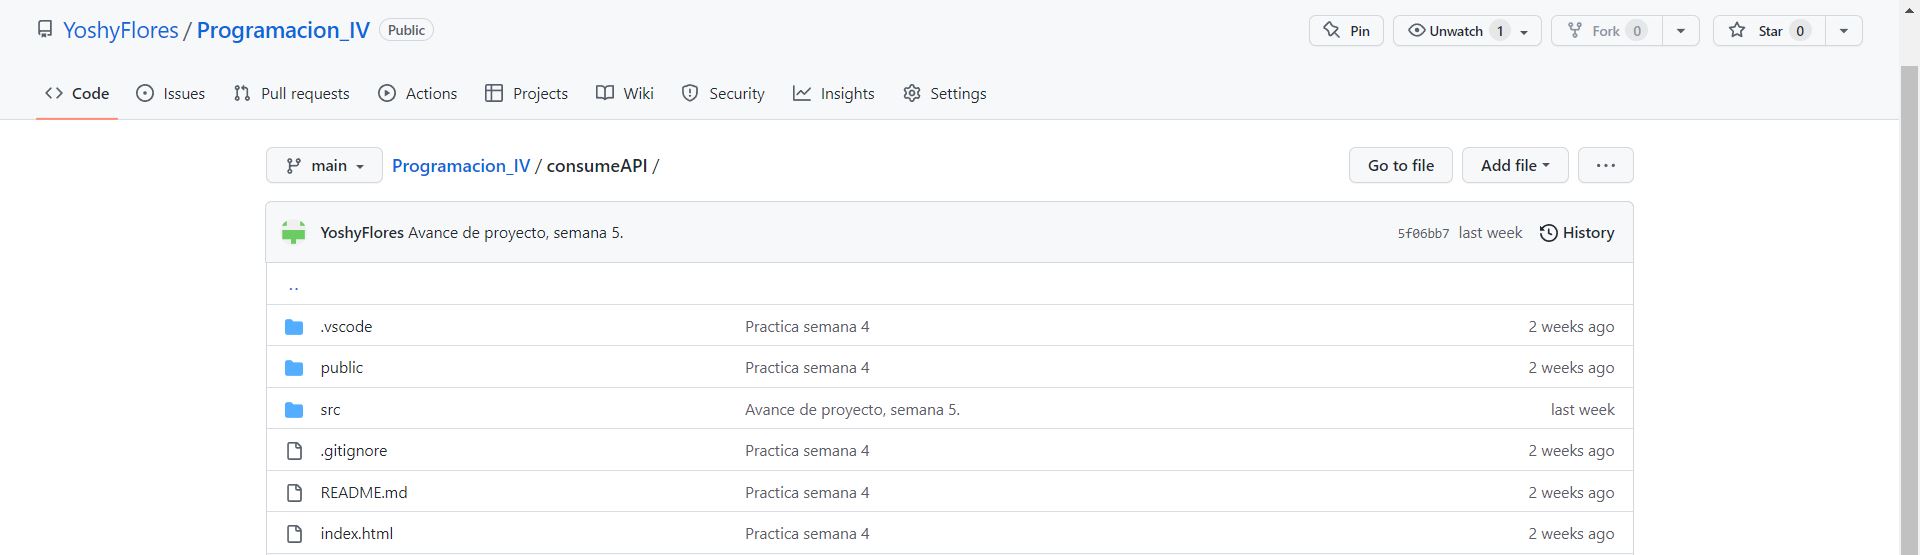 YoshyFlores / Programacion_IV Public Pin Unwatch 1 Fork 0 Star 0
Code Issues Pull requests Actions Projects Wiki Security Insights Settings
main Programacion_IV / consumeAPI / Go to file Add file ...
YoshyFlores Avance de proyecto, semana 5. 5f06bb7 last week History
..
.vscode Practica semana 4 2 weeks ago
public Practica semana 4 2 weeks ago
src Avance de proyecto, semana 5. last week
.gitignore Practica semana 4 2 weeks ago
README.md Practica semana 4 2 weeks ago
index.html Practica semana 4 2 weeks ago